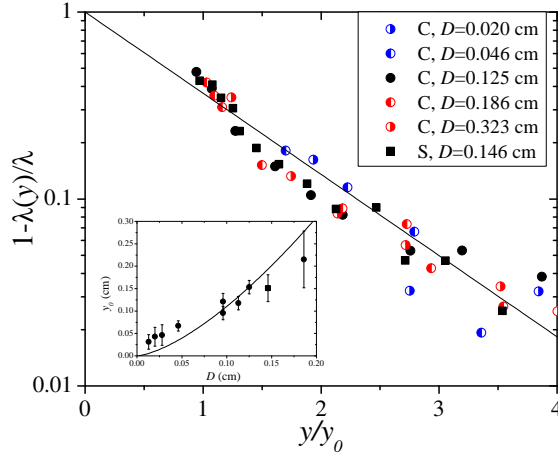 1
C, D=0.020 cm
C, D=0.046 cm
C, D=0.125 cm
C, D=0.186 cm
C, D=0.323 cm
S, D=0.146 cm
1-λ(y)/λ
0.1
0.01
0.30
0.25
0.20
0.15
0.10
0.05
0.00
y₀ (cm)
0.00 0.05 0.10 0.15 0.20
D (cm)
0 1 2 3 4
y/y₀